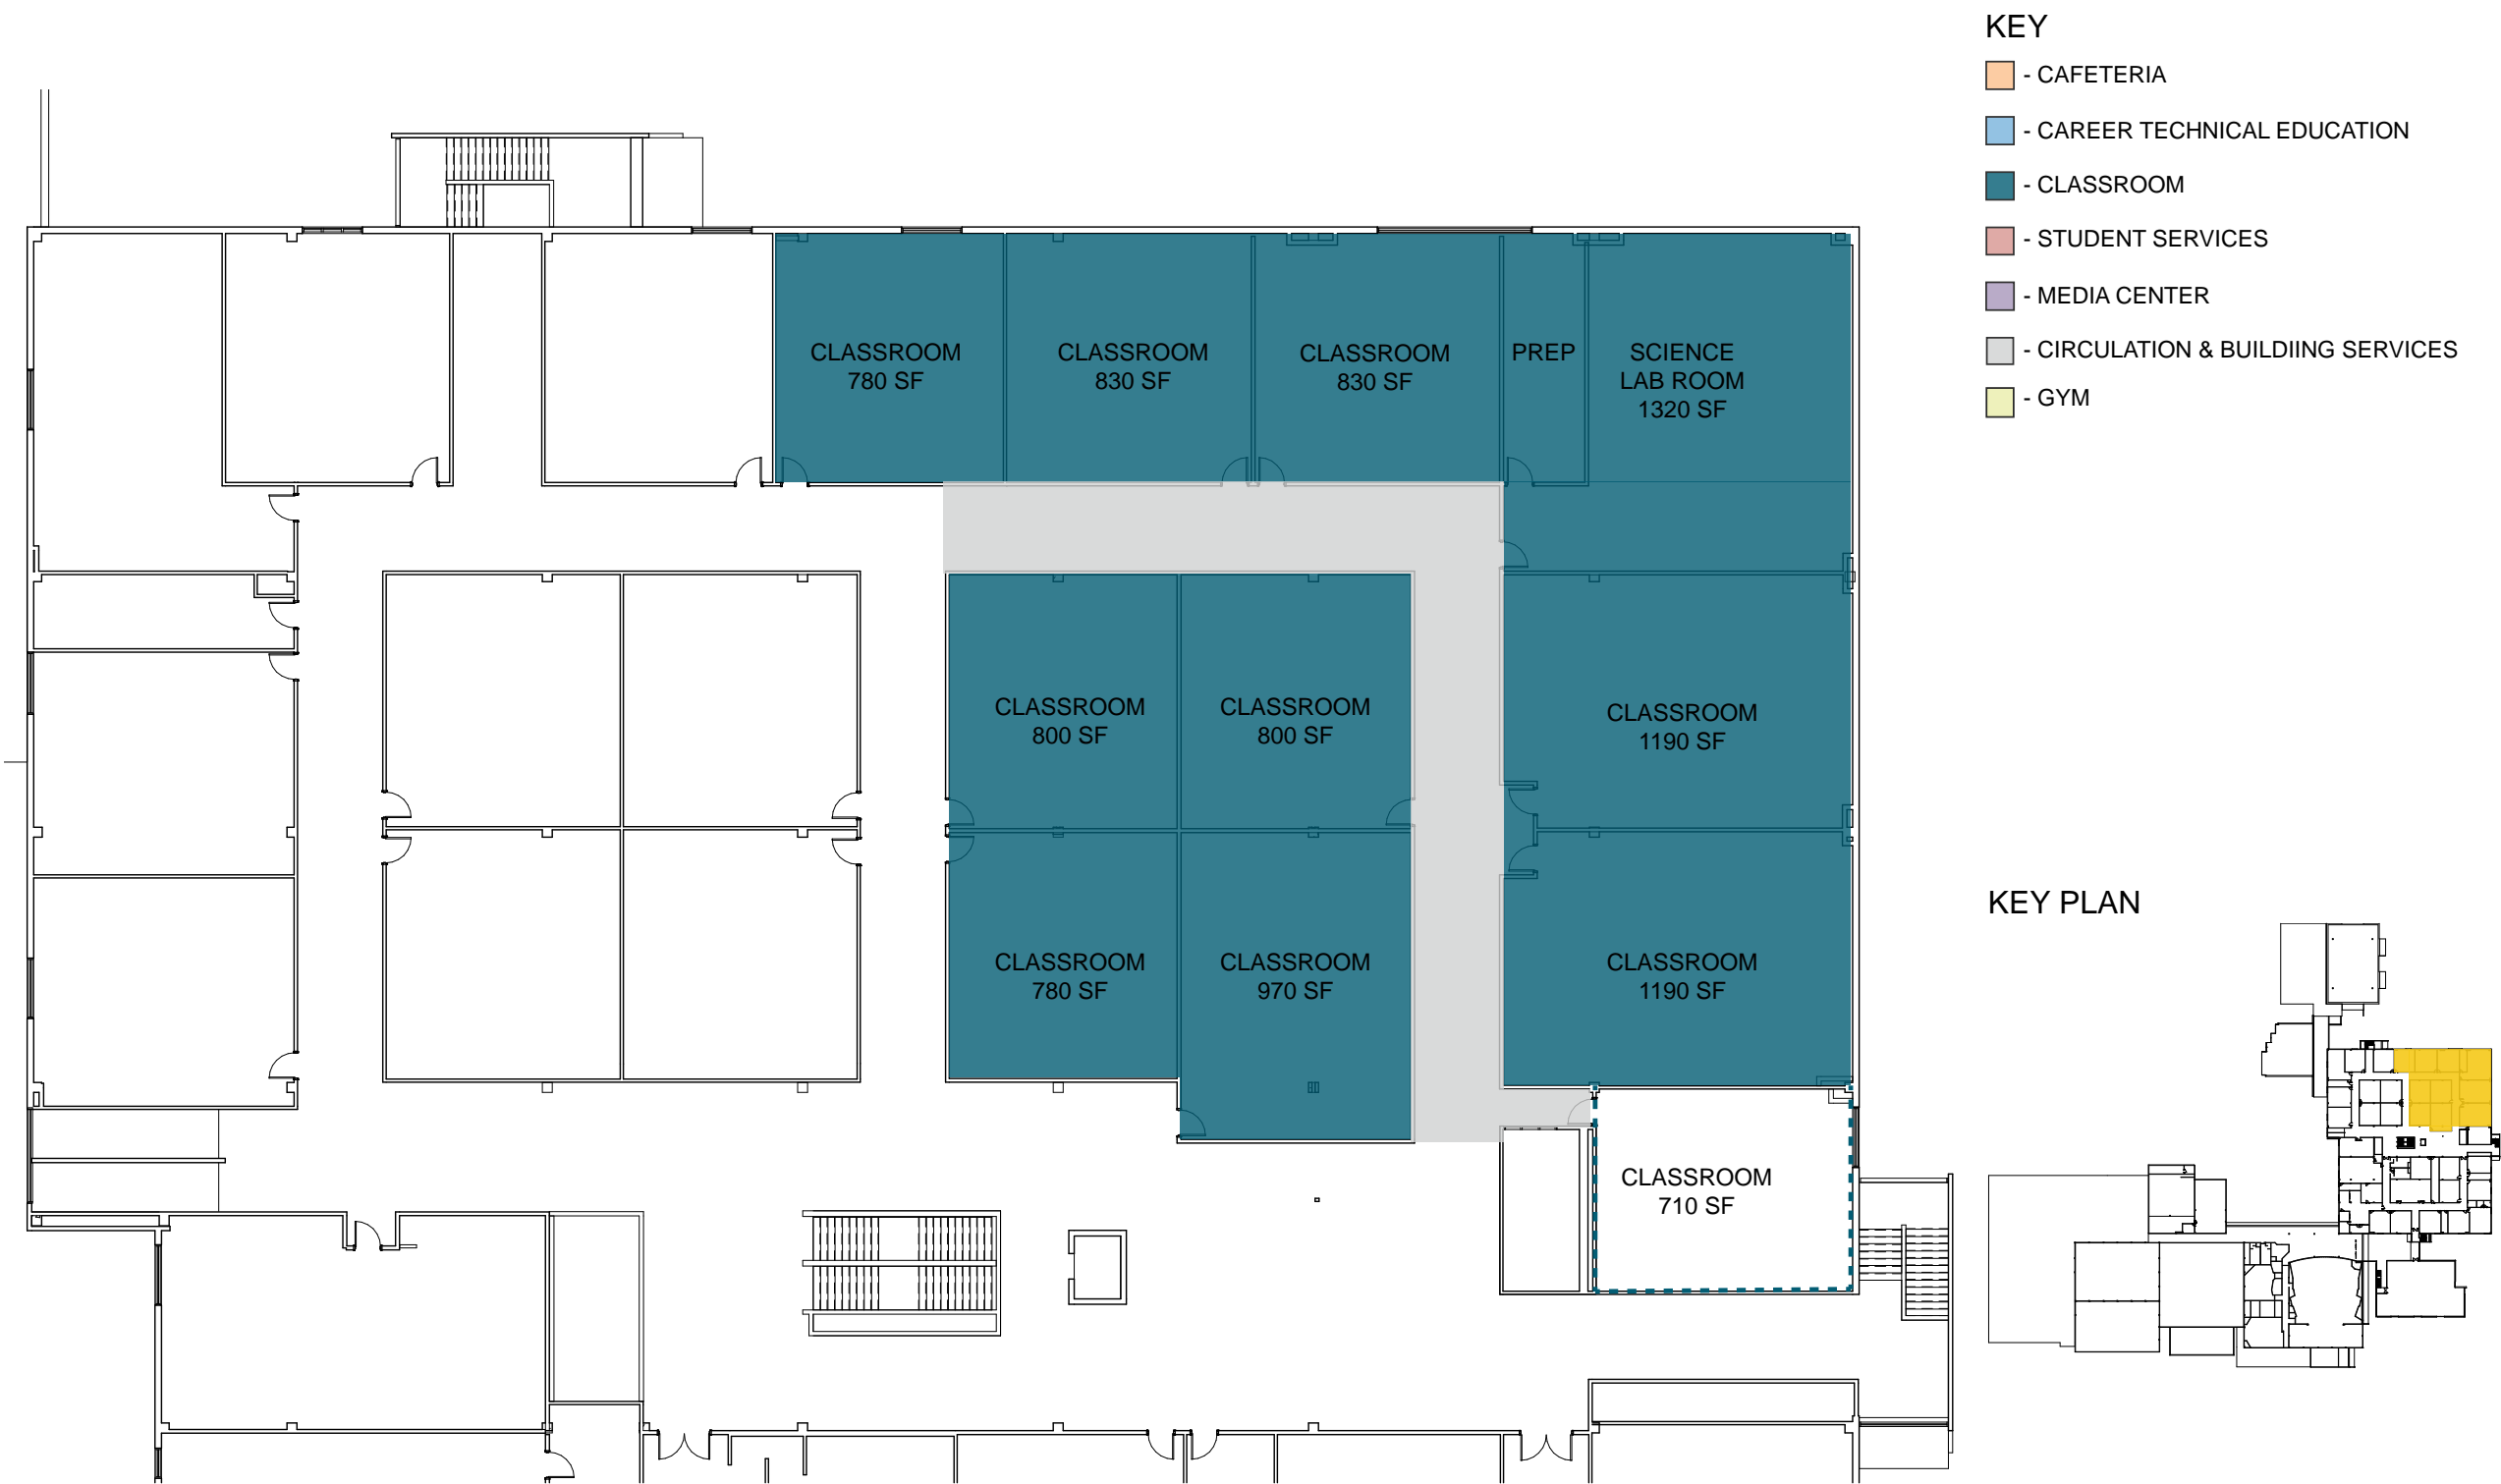 KEY
- CAFETERIA
- CAREER TECHNICAL EDUCATION
- CLASSROOM
- STUDENT SERVICES
- MEDIA CENTER
- CIRCULATION & BUILDIING SERVICES
- GYM
CLASSROOM
780 SF
CLASSROOM
830 SF
CLASSROOM
830 SF
PREP
SCIENCE
LAB ROOM
1320 SF
CLASSROOM
800 SF
CLASSROOM
800 SF
CLASSROOM
1190 SF
CLASSROOM
780 SF
CLASSROOM
970 SF
CLASSROOM
1190 SF
CLASSROOM
710 SF
KEY PLAN